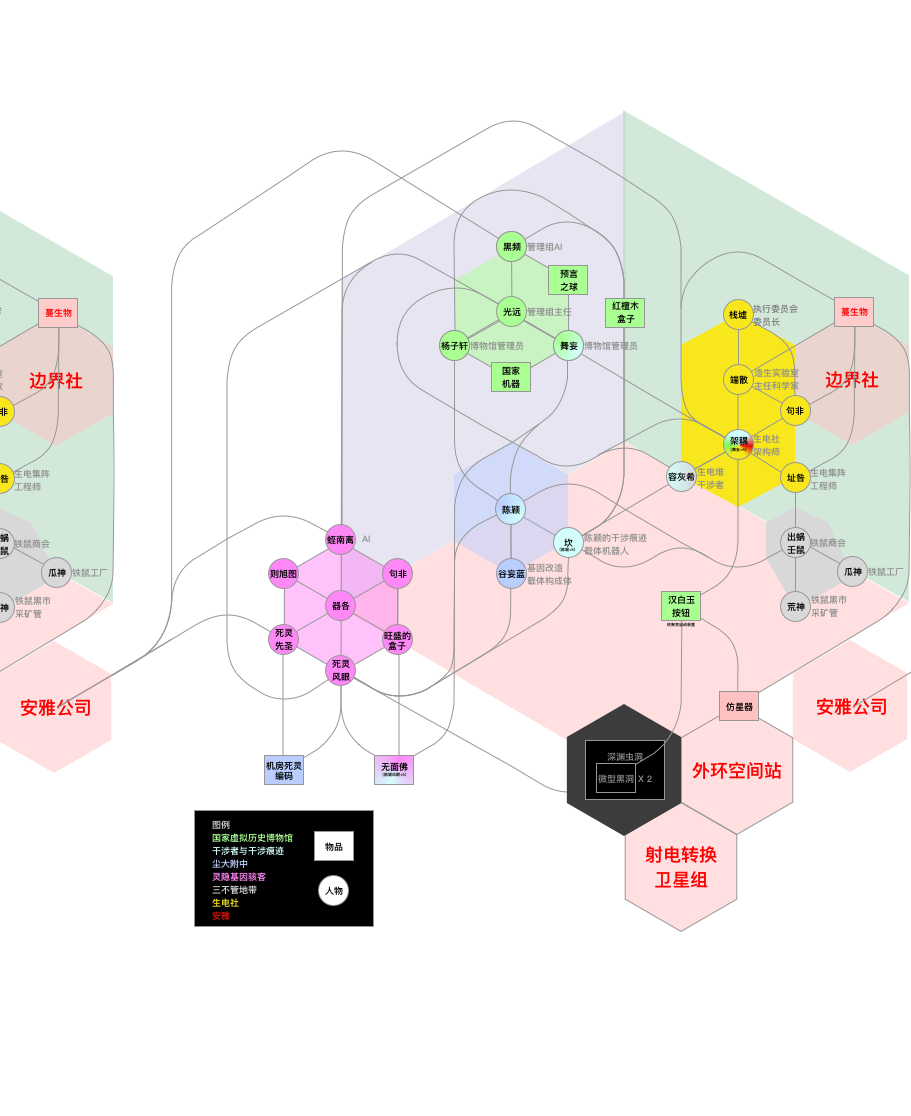 黑频
管理组AI
预言
之球
光远
管理组主任
红檀木
盒子
杨子轩
博物馆管理员
舞妄
博物馆管理员
国家
机器
蔓生物
边界社
非
生电集阵
工程师
蜗
鼠
铁鼠商会
瓜神
铁鼠工厂
神
铁鼠黑市
采矿管
安雅公司
栈墟
执行委员会
委员长
蔓生物
端散
造生实验室
主任科学家
边界社
句非
架耦
生电社
架构师
容灰希
生电堆
干涉者
址昝
生电集阵
工程师
陈颖
坎
陈颖的干涉痕迹
载体机器人
谷妄蓝
基因改造
载体构成体
出蜗
壬鼠
铁鼠商会
瓜神
铁鼠工厂
荒神
铁鼠黑市
采矿管
汉白玉
按钮
蛭南离
AI
则旭图
句非
器各
死灵
先圣
旺盛的
盒子
死灵
风眼
机房死灵
编码
无面佛
仿星器
安雅公司
深渊虫洞
微型黑洞 X 2
外环空间站
射电转换
卫星组
图例
国家虚拟历史博物馆
干涉者与干涉痕迹
尘大附中
灵隐基因骇客
三不管地带
生电社
安雅
物品
人物